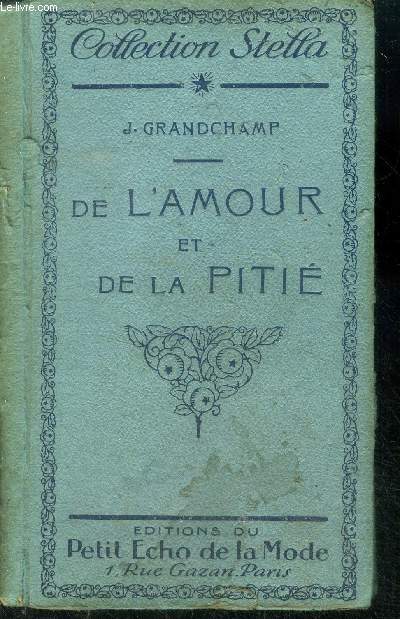 Le-livre.com
Collection Stella
J. GRANDCHAMP
DE L'AMOUR
ET
DE LA PITIÉ
EDITIONS DU
Petit Echo de la Mode
1, Rue Gazan, Paris